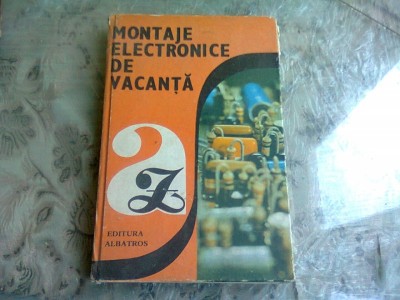 MONTAJE
ELECTRONICE
DE
VACANȚĂ
a
Z
EDITURA
ALBATROS